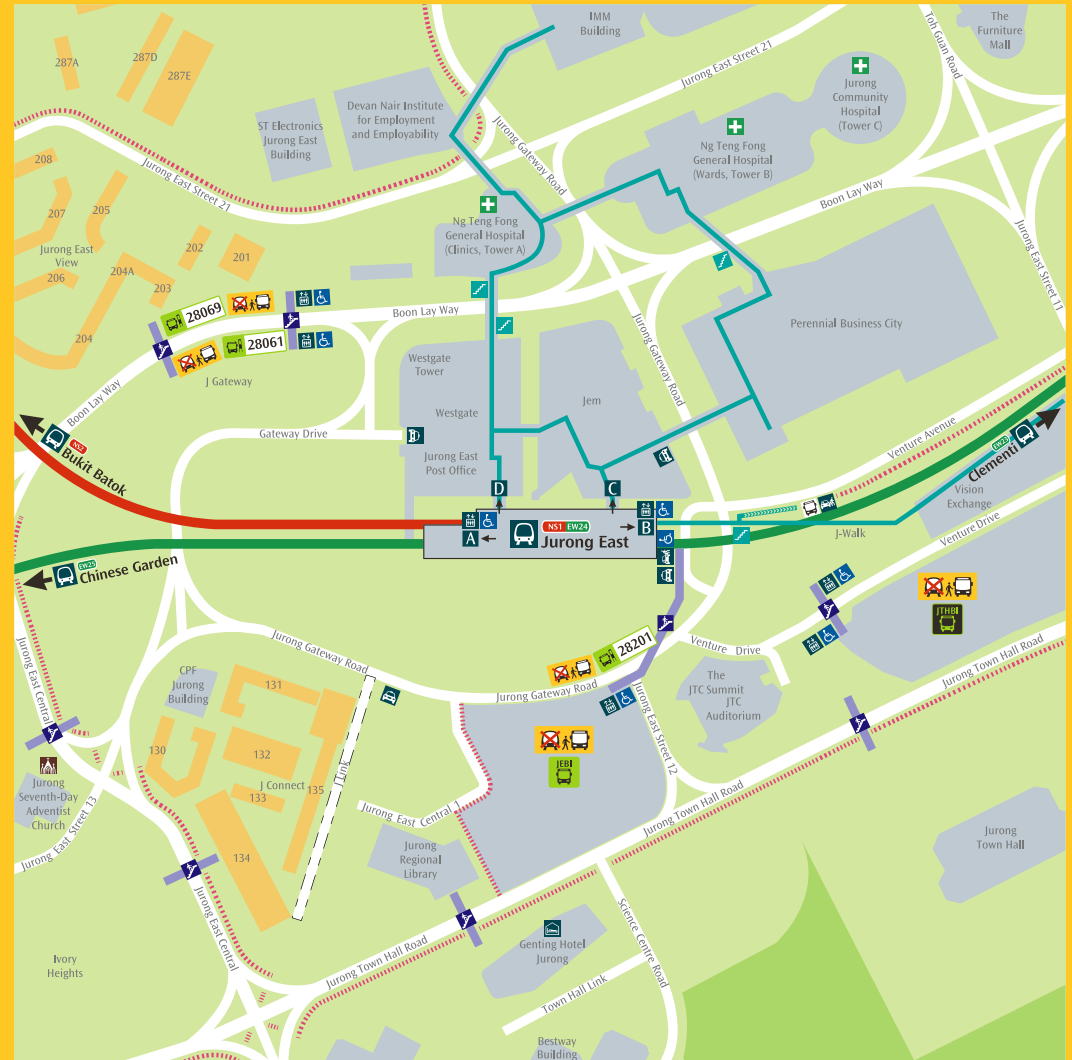 IMM
Building
The
Furniture
Mall
Toh Guan Road
287A
287D
287E
Jurong East Street 21
Devan Nair Institute
for Employment
and Employability
ST Electronics
Jurong East
Building
Jurong Gateway Road
Jurong
Community
Hospital
(Tower C)
Ng Teng Fong
General Hospital
(Wards, Tower B)
Jurong East Street 21
208
207
205
Jurong East
View
206
204A
202
201
203
204
Ng Teng Fong
General Hospital
(Clinics, Tower A)
Boon Lay Way
Jurong East Street 11
28069
28061
J Gateway
Boon Lay Way
Boon Lay Way
Jurong Gateway Road
Perennial Business City
Westgate
Tower
Westgate
Jem
Gateway Drive
Jurong East
Post Office
NS2
Bukit Batok
Venture Avenue
EW23
Clementi
Vision
Exchange
D
C
A
NS1 EW24
Jurong East
B
J-Walk
Venture Drive
EW25
Chinese Garden
JTHBI
Jurong East Central
Jurong Gateway Road
28201
Venture Drive
Jurong Town Hall Road
CPF
Jurong
Building
131
Jurong Gateway Road
The
JTC Summit
JTC
Auditorium
Jurong East Street 12
130
132
J Connect
133
135
J Link
134
JEBI
Jurong
Seventh-Day
Adventist
Church
Jurong East Street 13
Jurong East Central 1
Jurong Town Hall Road
Jurong
Regional
Library
Jurong
Town Hall
Jurong East Central
Ivory
Heights
Jurong Town Hall Road
Genting Hotel
Jurong
Science Centre Road
Town Hall Link
Bestway
Building